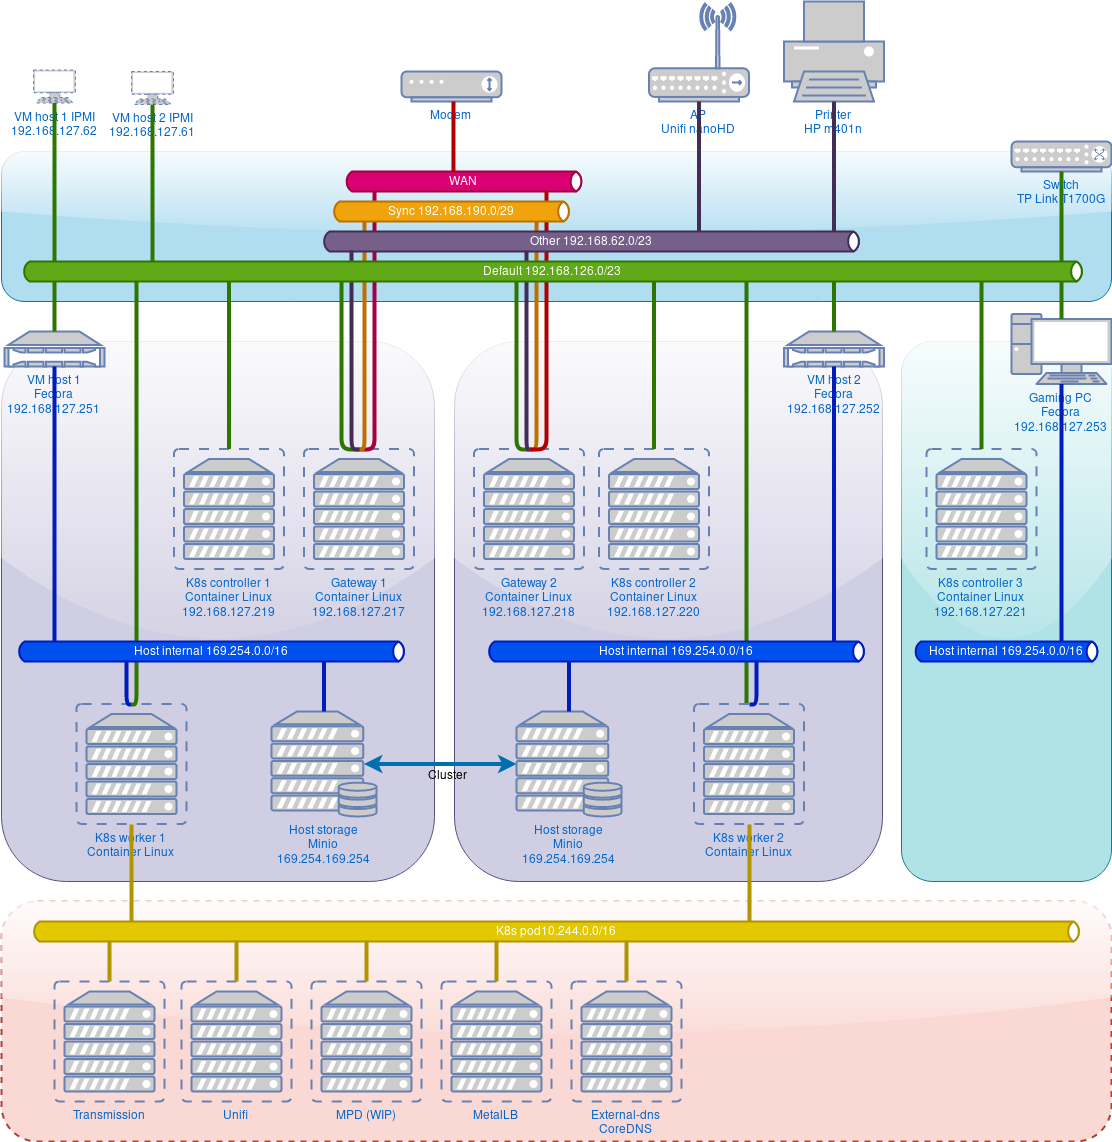 VM host 1 IPMI
192.168.127.62
VM host 2 IPMI
192.168.127.61
Modem
AP
Unifi nanoHD
Printer
HP m401n
Switch
TP Link T1700G
WAN
Sync 192.168.190.0/29
Other 192.168.62.0/23
Default 192.168.126.0/23
VM host 1
Fedora
192.168.127.251
VM host 2
Fedora
192.168.127.252
Gaming PC
Fedora
192.168.127.253
K8s controller 1
Container Linux
192.168.127.219
Gateway 1
Container Linux
192.168.127.217
Gateway 2
Container Linux
192.168.127.218
K8s controller 2
Container Linux
192.168.127.220
K8s controller 3
Container Linux
192.168.127.221
Host internal 169.254.0.0/16
Host internal 169.254.0.0/16
Host internal 169.254.0.0/16
K8s worker 1
Container Linux
Host storage
Minio
169.254.169.254
Cluster
Host storage
Minio
169.254.169.254
K8s worker 2
Container Linux
K8s pod10.244.0.0/16
Transmission
Unifi
MPD (WIP)
MetalLB
External-dns
CoreDNS